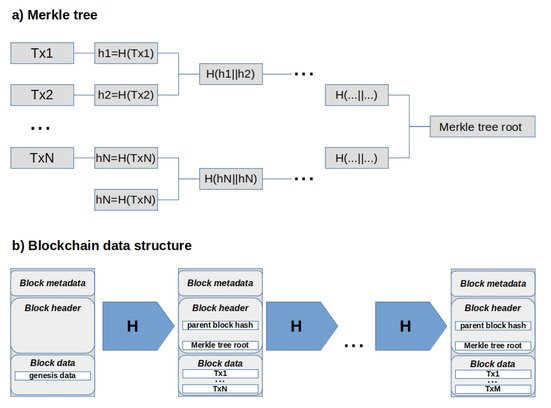 a) Merkle tree
Tx1
h1=H(Tx1)
H(h1||h2)
...
Tx2
h2=H(Tx2)
H(...||...)
...
Merkle tree root
TxN
h​N=H(TxN)
H(hN||hN)
...
H(...||...)
hN=H(TxN)
b) Blockchain data structure
Block metadata
Block header
Block data
genesis data
H
Block metadata
Block header
parent block hash
Merkle tree root
Block data
Tx1
...
TxN
H
...
H
Block metadata
Block header
parent block hash
Merkle tree root
Block data
Tx1
...
TxM